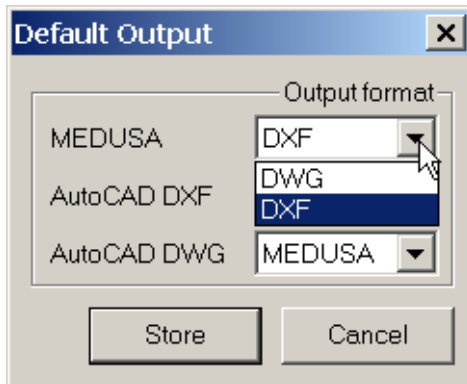 Default Output
Output format
MEDUSA DXF
DWG
AutoCAD DXF DXF
AutoCAD DWG MEDUSA
Store Cancel